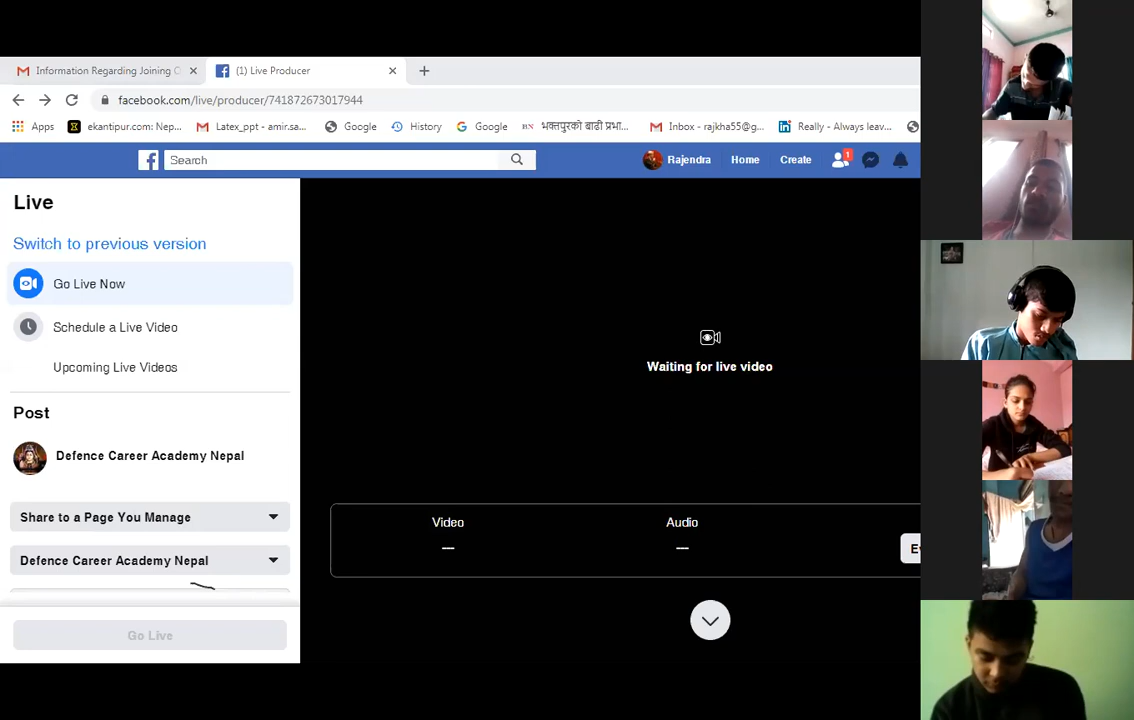 Information Regarding Joining
(1) Live Producer
facebook.com/live/producer/741872673017944
Apps
ekantipur.com: Nep...
Latex_ppt - amir.sa...
Google
History
Google
भक्तपुरको बाढी प्रभा...
Inbox - rajkha55@g...
Really - Always leav...
Search
Rajendra
Home
Create
1
Live
Switch to previous version
Go Live Now
Schedule a Live Video
Upcoming Live Videos
Waiting for live video
Post
Defence Career Academy Nepal
Share to a Page You Manage
Defence Career Academy Nepal
Video
Audio
---
---
Go Live